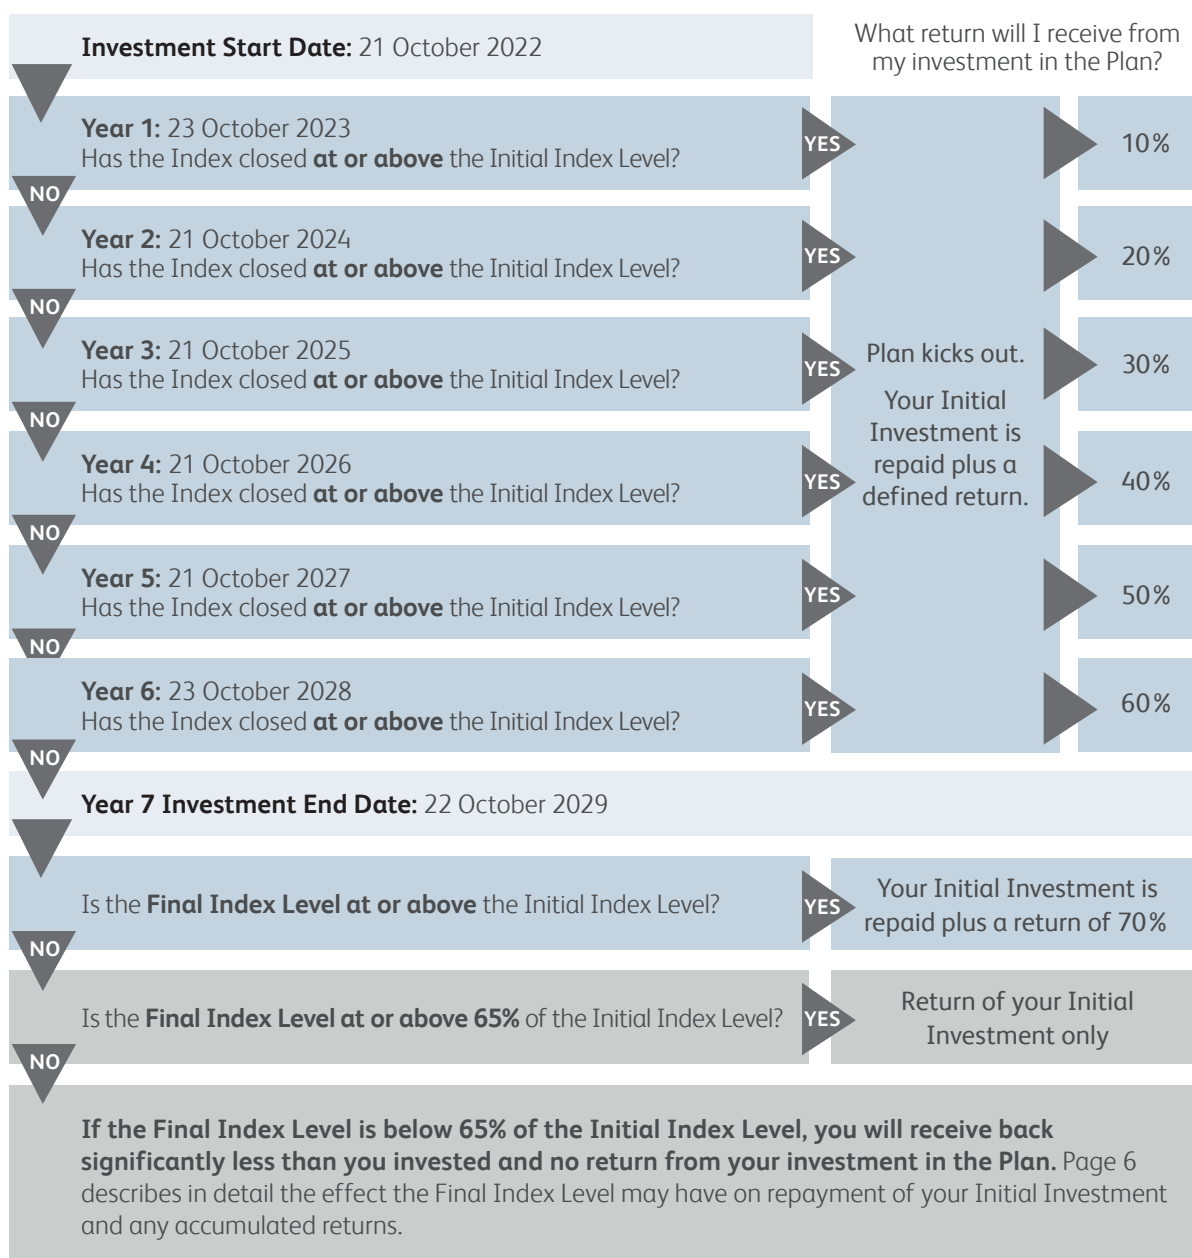 Investment Start Date: 21 October 2022
What return will I receive from
my investment in the Plan?
Year 1: 23 October 2023
Has the Index closed at or above the Initial Index Level?
YES
10%
NO
Year 2: 21 October 2024
Has the Index closed at or above the Initial Index Level?
YES
20%
NO
Year 3: 21 October 2025
Has the Index closed at or above the Initial Index Level?
YES
Plan kicks out.
Your Initial
Investment is
repaid plus a
defined return.
30%
NO
Year 4: 21 October 2026
Has the Index closed at or above the Initial Index Level?
YES
40%
NO
Year 5: 21 October 2027
Has the Index closed at or above the Initial Index Level?
YES
50%
NO
Year 6: 23 October 2028
Has the Index closed at or above the Initial Index Level?
YES
60%
NO
Year 7 Investment End Date: 22 October 2029
Is the Final Index Level at or above the Initial Index Level?
YES
Your Initial Investment is
repaid plus a return of 70%
NO
Is the Final Index Level at or above 65% of the Initial Index Level?
YES
Return of your Initial
Investment only
NO
If the Final Index Level is below 65% of the Initial Index Level, you will receive back
significantly less than you invested and no return from your investment in the Plan. Page 6
describes in detail the effect the Final Index Level may have on repayment of your Initial Investment
and any accumulated returns.